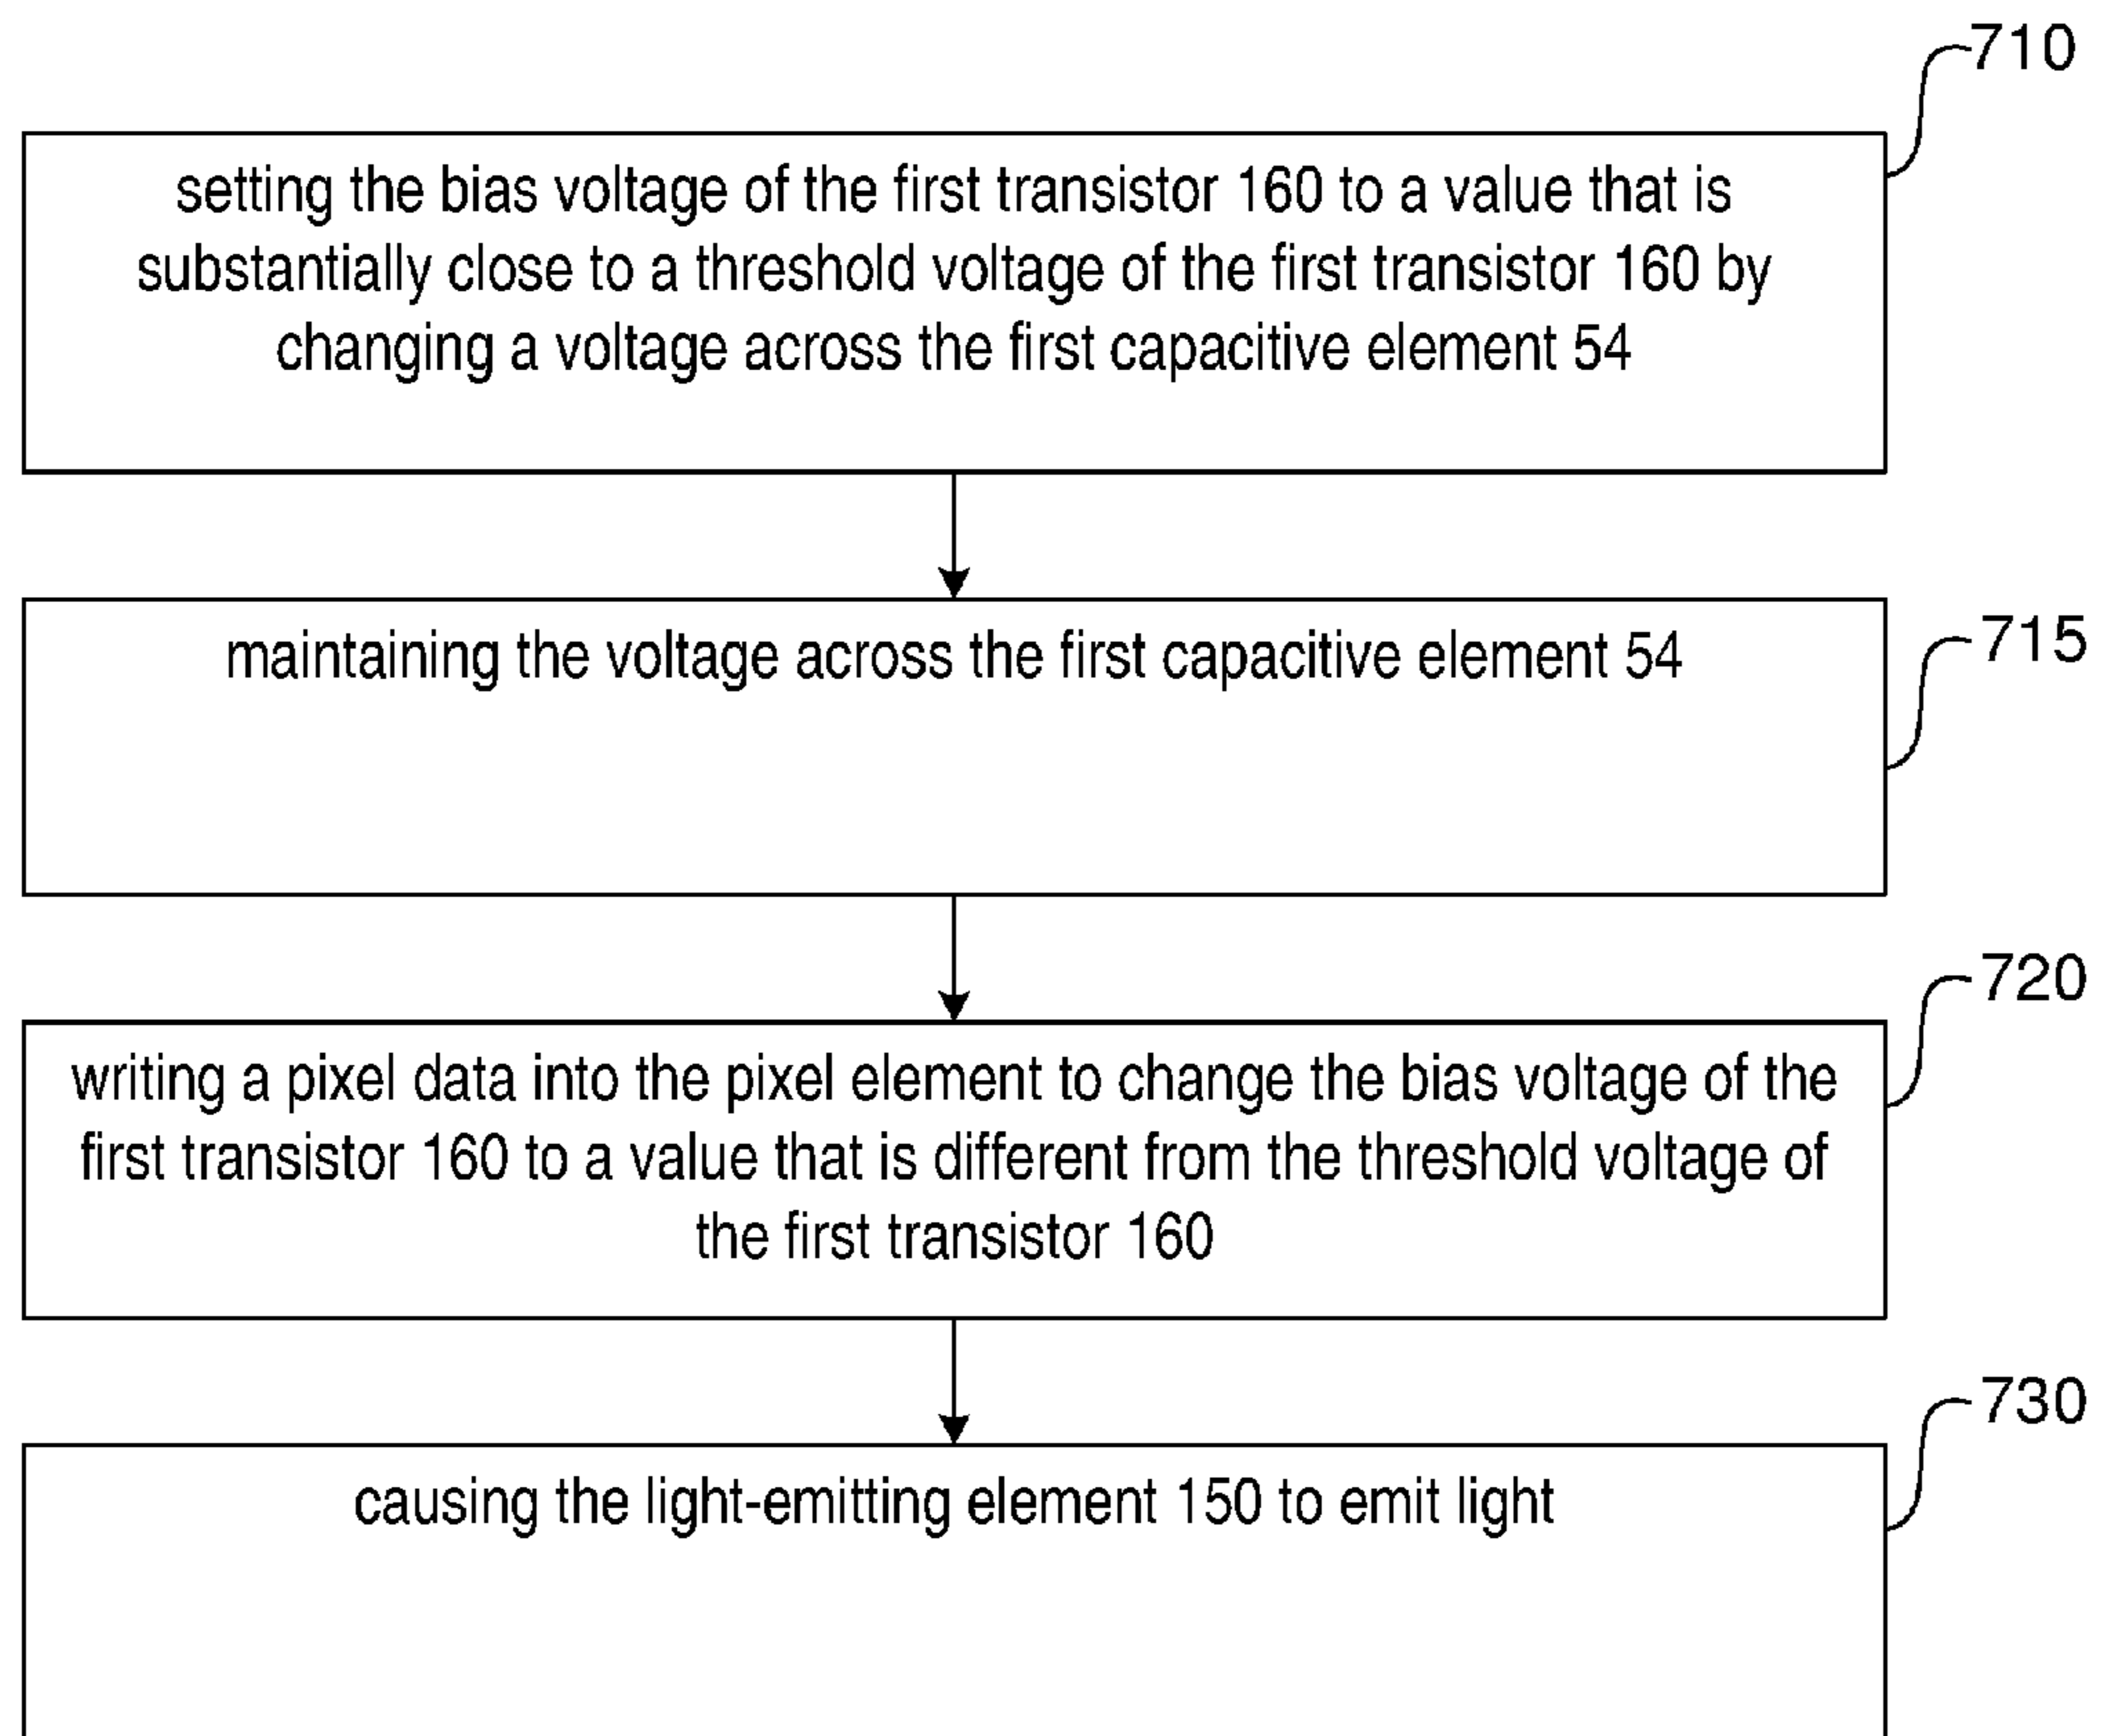 710
setting the bias voltage of the first transistor 160 to a value that is
substantially close to a threshold voltage of the first transistor 160 by
changing a voltage across the first capacitive element 54
715
maintaining the voltage across the first capacitive element 54
720
writing a pixel data into the pixel element to change the bias voltage of the
first transistor 160 to a value that is different from the threshold voltage of
the first transistor 160
730
causing the light-emitting element 150 to emit light